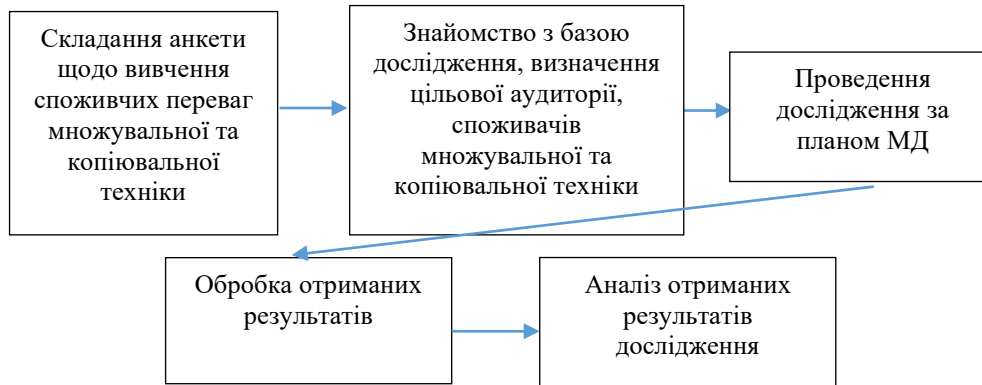 Складання анкети
щодо вивчення
споживчих переваг
множувальної та
копіювальної
техніки
Знайомство з базою
дослідження, визначення
цільової аудиторії,
споживачів
множувальної та
копіювальної техніки
Проведення
дослідження за
планом МД
Обробка отриманих
результатів
Аналіз отриманих
результатів
дослідження